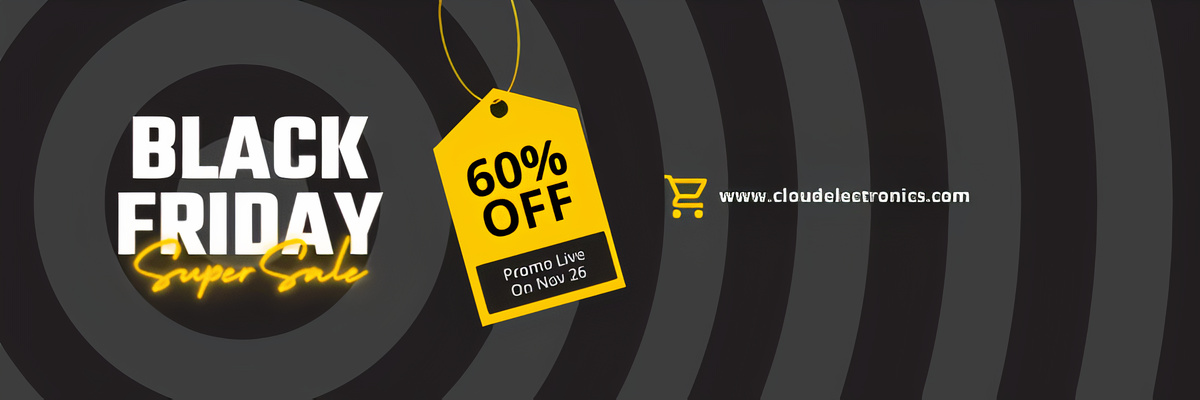 BLACK
FRIDAY
Super Sale
60%
OFF
Promo Live
On Nov 26
www.cloudelectronics.com